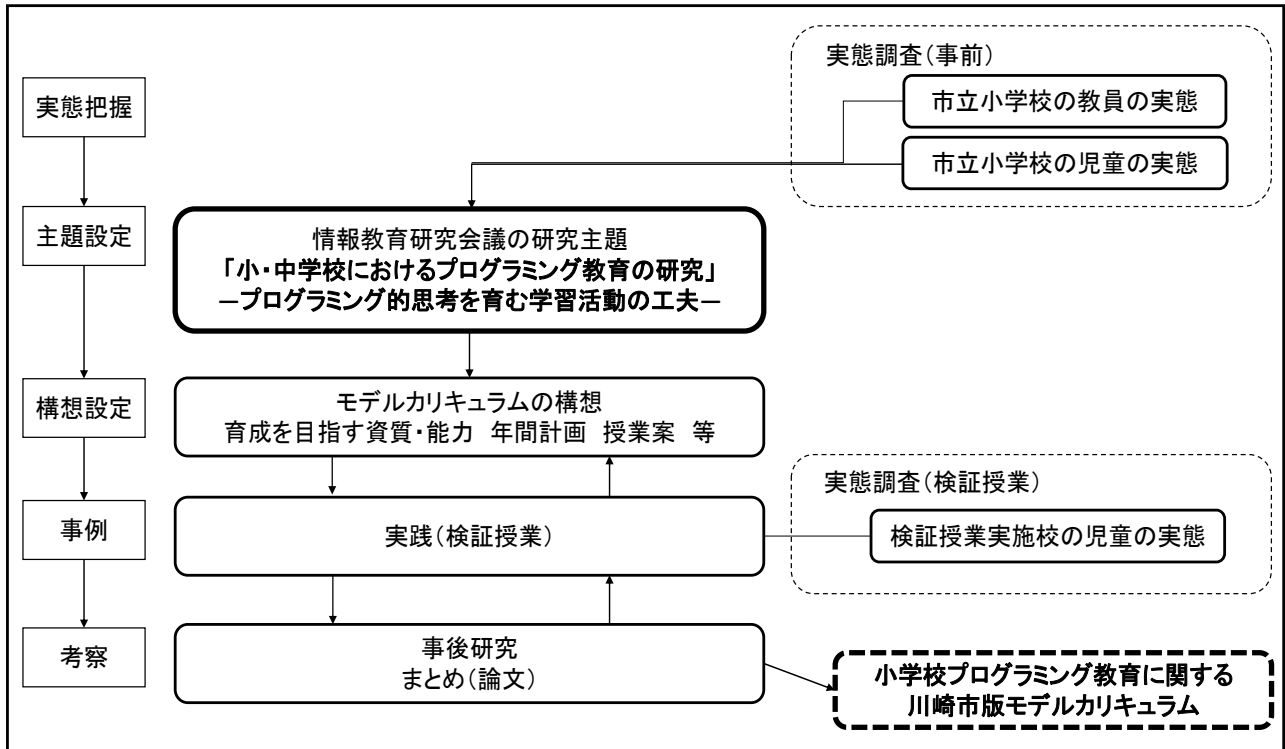 実態調査(事前)
実態把握
市立小学校の教員の実態
市立小学校の児童の実態
主題設定
情報教育研究会議の研究主題
「小・中学校におけるプログラミング教育の研究」
―プログラミング的思考を育む学習活動の工夫―
構想設定
モデルカリキュラムの構想
育成を目指す資質・能力 年間計画 授業案 等
実態調査(検証授業)
事例
実践(検証授業)
検証授業実施校の児童の実態
考察
事後研究
まとめ(論文)
小学校プログラミング教育に関する
川崎市版モデルカリキュラム